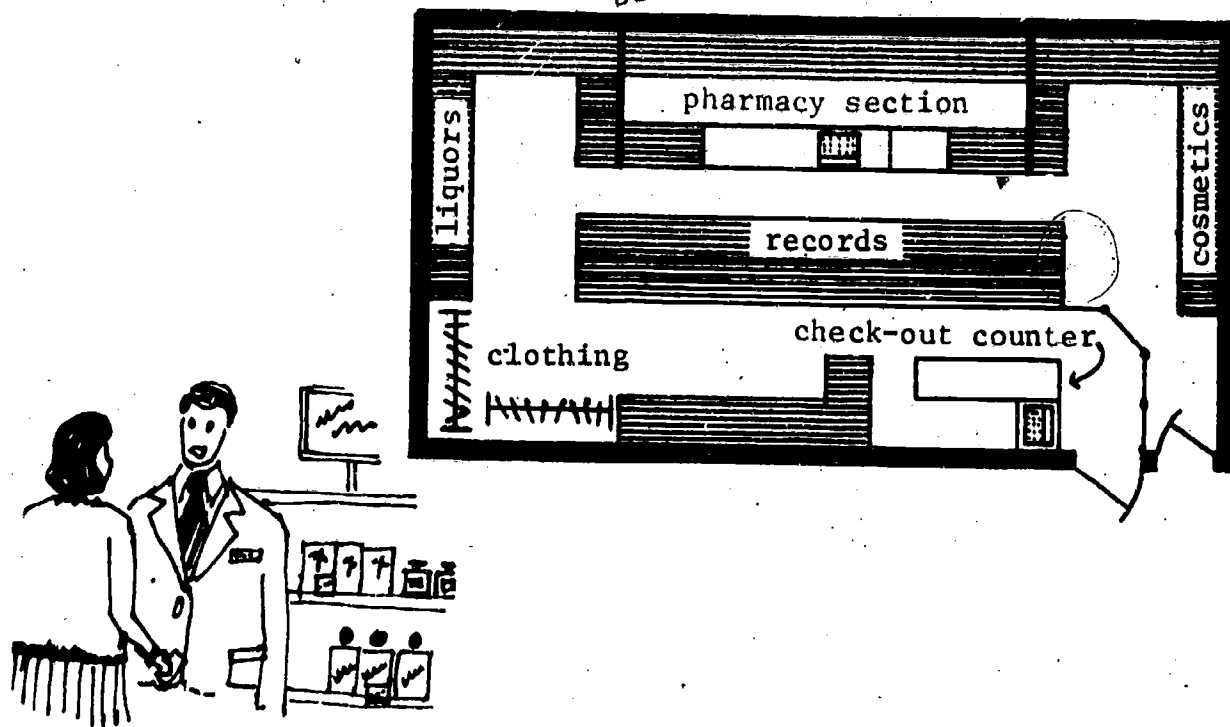 pharmacy section
liquors
cosmetics
records
check-out counter
clothing